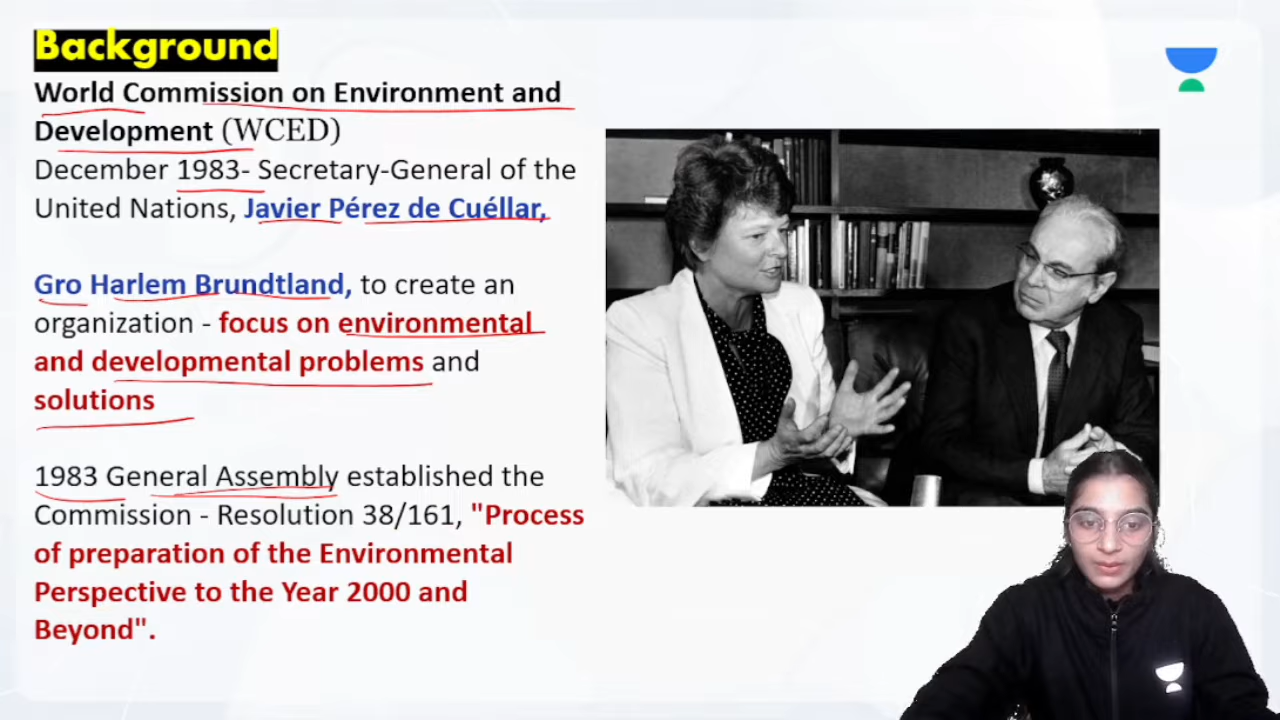 Background
World Commission on Environment and
Development (WCED)
December 1983- Secretary-General of the
United Nations, Javier Pérez de Cuéllar,
Gro Harlem Brundtland, to create an
organization - focus on environmental
and developmental problems and
solutions
1983 General Assembly established the
Commission - Resolution 38/161, "Process
of preparation of the Environmental
Perspective to the Year 2000 and
Beyond".